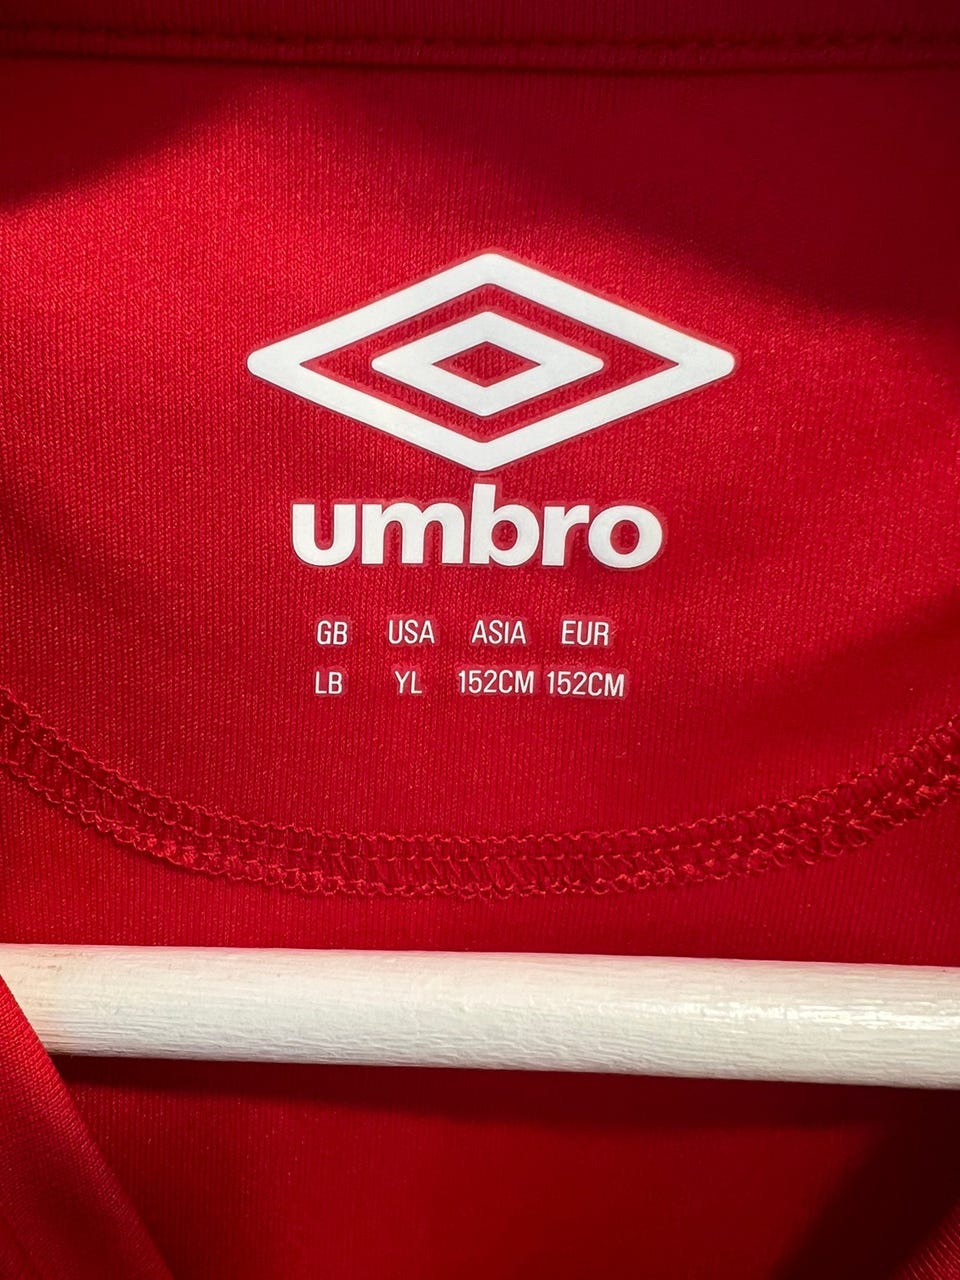 umbro
GB USA ASIA EUR
LB YL 152CM 152CM